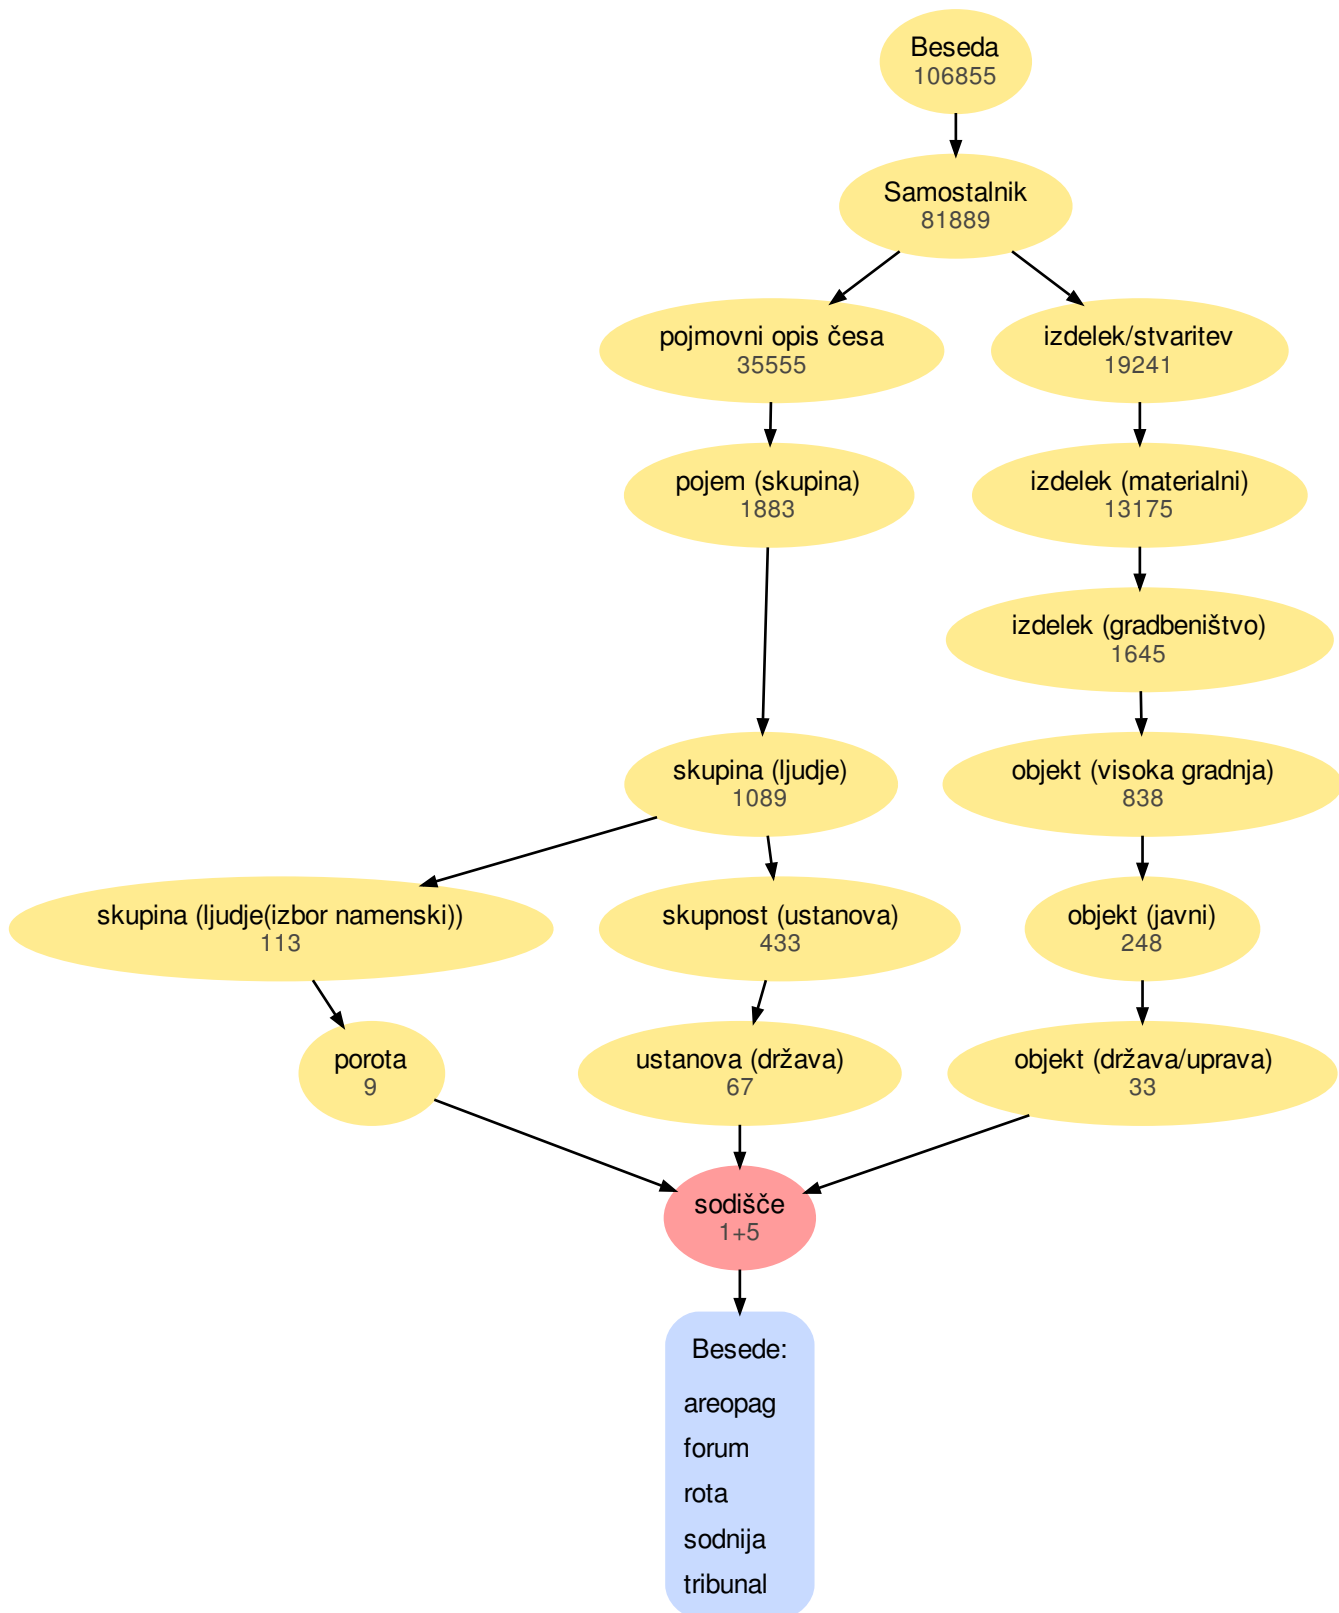 Beseda
106855
Samostalnik
81889
pojmovni opis česa
35555
izdelek/stvaritev
19241
pojem (skupina)
1883
izdelek (materialni)
13175
izdelek (gradbeništvo)
1645
skupina (ljudje)
1089
objekt (visoka gradnja)
838
skupina (ljudje(izbor namenski))
113
skupnost (ustanova)
433
objekt (javni)
248
porota
9
ustanova (država)
67
objekt (država/uprava)
33
sodišče
1+5
Besede:
areopag
forum
rota
sodnija
tribunal